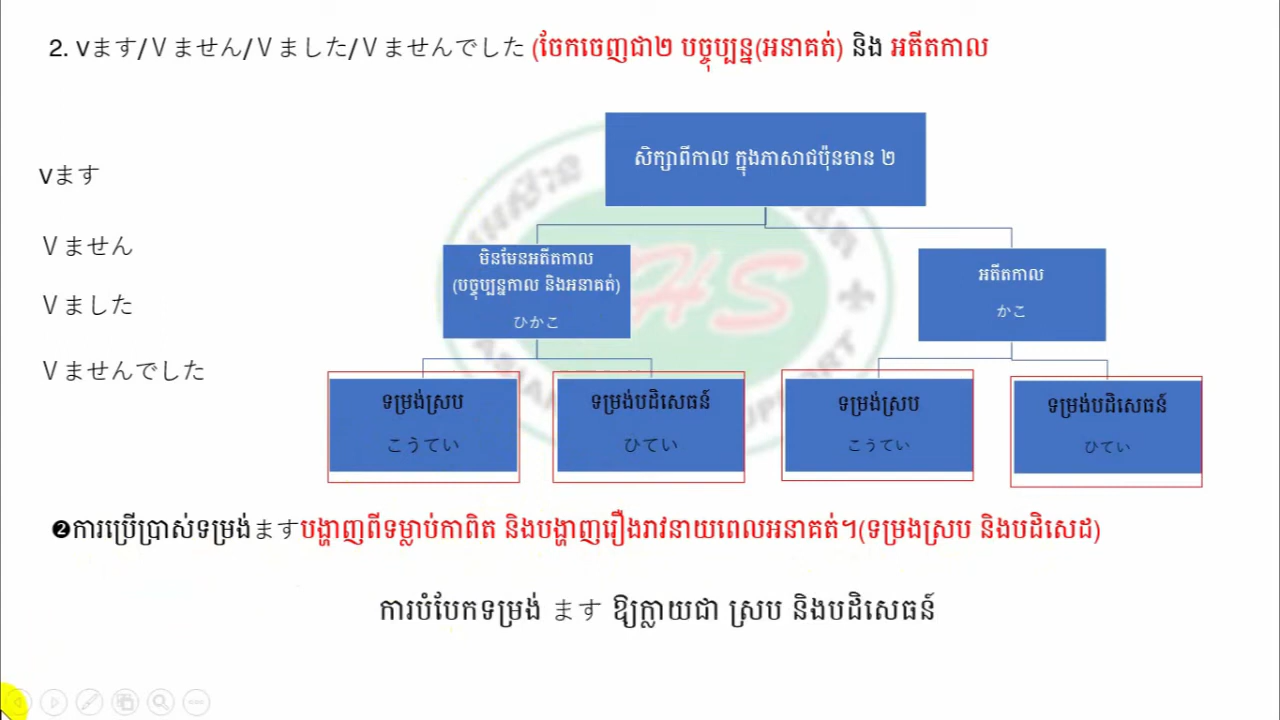 2. vます/Ｖません/Ｖました/Ｖませんでした (ចែកចេញជា២ បច្ចុប្បន្ន(អនាគត់) និង អតីតកាល
សិក្សាពីកាល ក្នុងភាសាជប៉ុនមាន ២
vます
Ｖません
Ｖました
Ｖませんでした
មិនមែនអតីតកាល
(បច្ចុប្បន្នកាល និងអនាគត់)
ひかこ
អតីតកាល
かこ
ទម្រង់ស្រប
こうてい
ទម្រង់បដិសេធន៍
ひてい
ទម្រង់ស្រប
こうてい
ទម្រង់បដិសេធន៍
ひてい
❷ការប្រើប្រាស់ទម្រង់ますបង្ហាញពីទម្លាប់កាពិត និងបង្ហាញរឿងរាវនាយពេលអនាគត់។(ទម្រងស្រប និងបដិសេដ)
ការបំបែកទម្រង់ ます ឱ្យក្លាយជា ស្រប និងបដិសេធន៍
HS